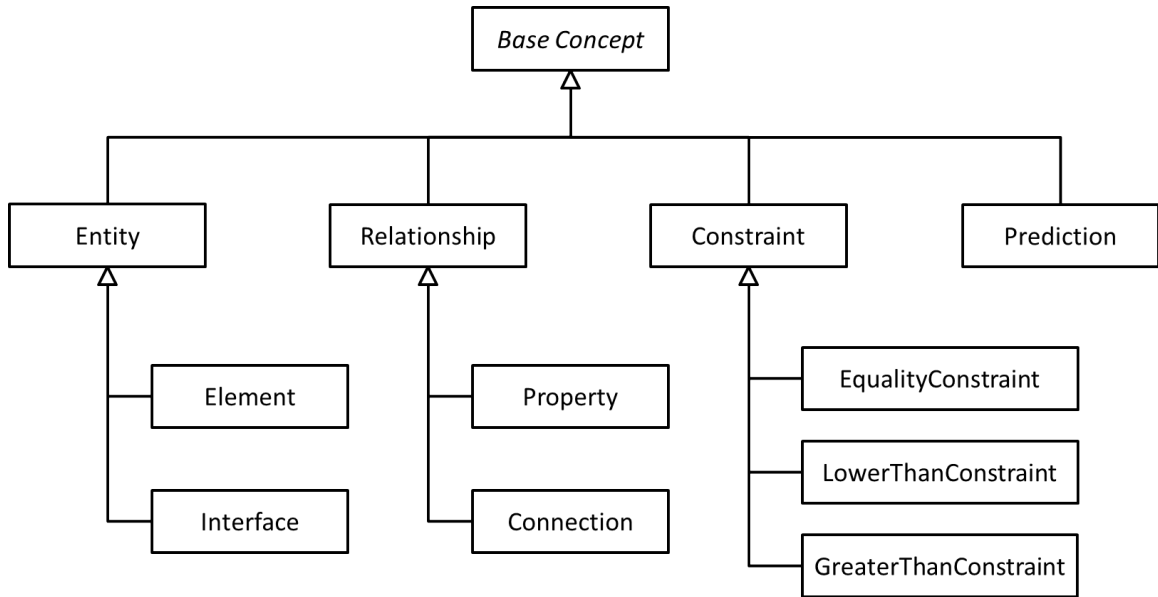 Base Concept
Entity
Relationship
Constraint
Prediction
Element
Property
EqualityConstraint
LowerThanConstraint
Interface
Connection
GreaterThanConstraint